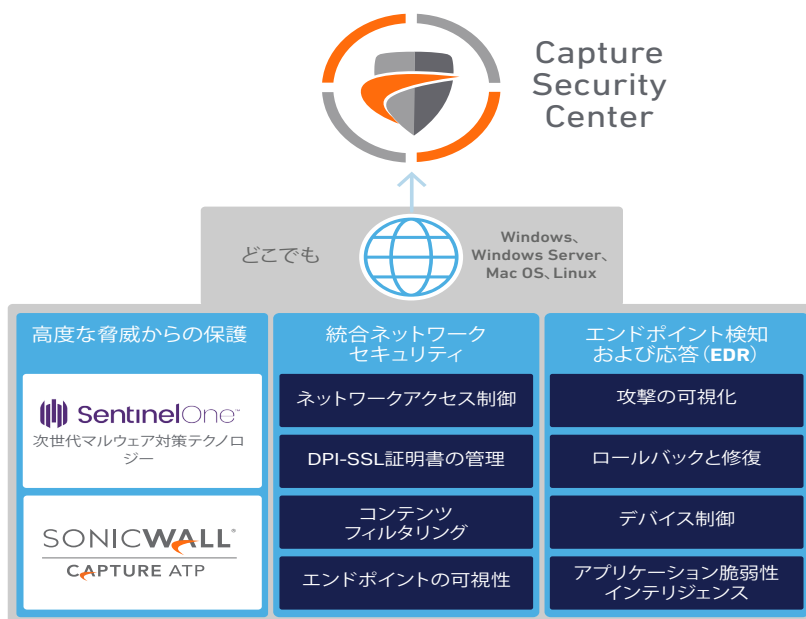 Capture
Security
Center
どこでも
Windows、
Windows Server、
Mac OS、Linux
高度な脅威からの保護
SentinelOne™
次世代マルウェア対策テクノロ
ジー
SONICWALL®
CAPTURE ATP
統合ネットワーク
セキュリティ
ネットワークアクセス制御
DPI-SSL証明書の管理
コンテンツ
フィルタリング
エンドポイントの可視性
エンドポイント検知
および応答（EDR）
攻撃の可視化
ロールバックと修復
デバイス制御
アプリケーション脆弱性
インテリジェンス